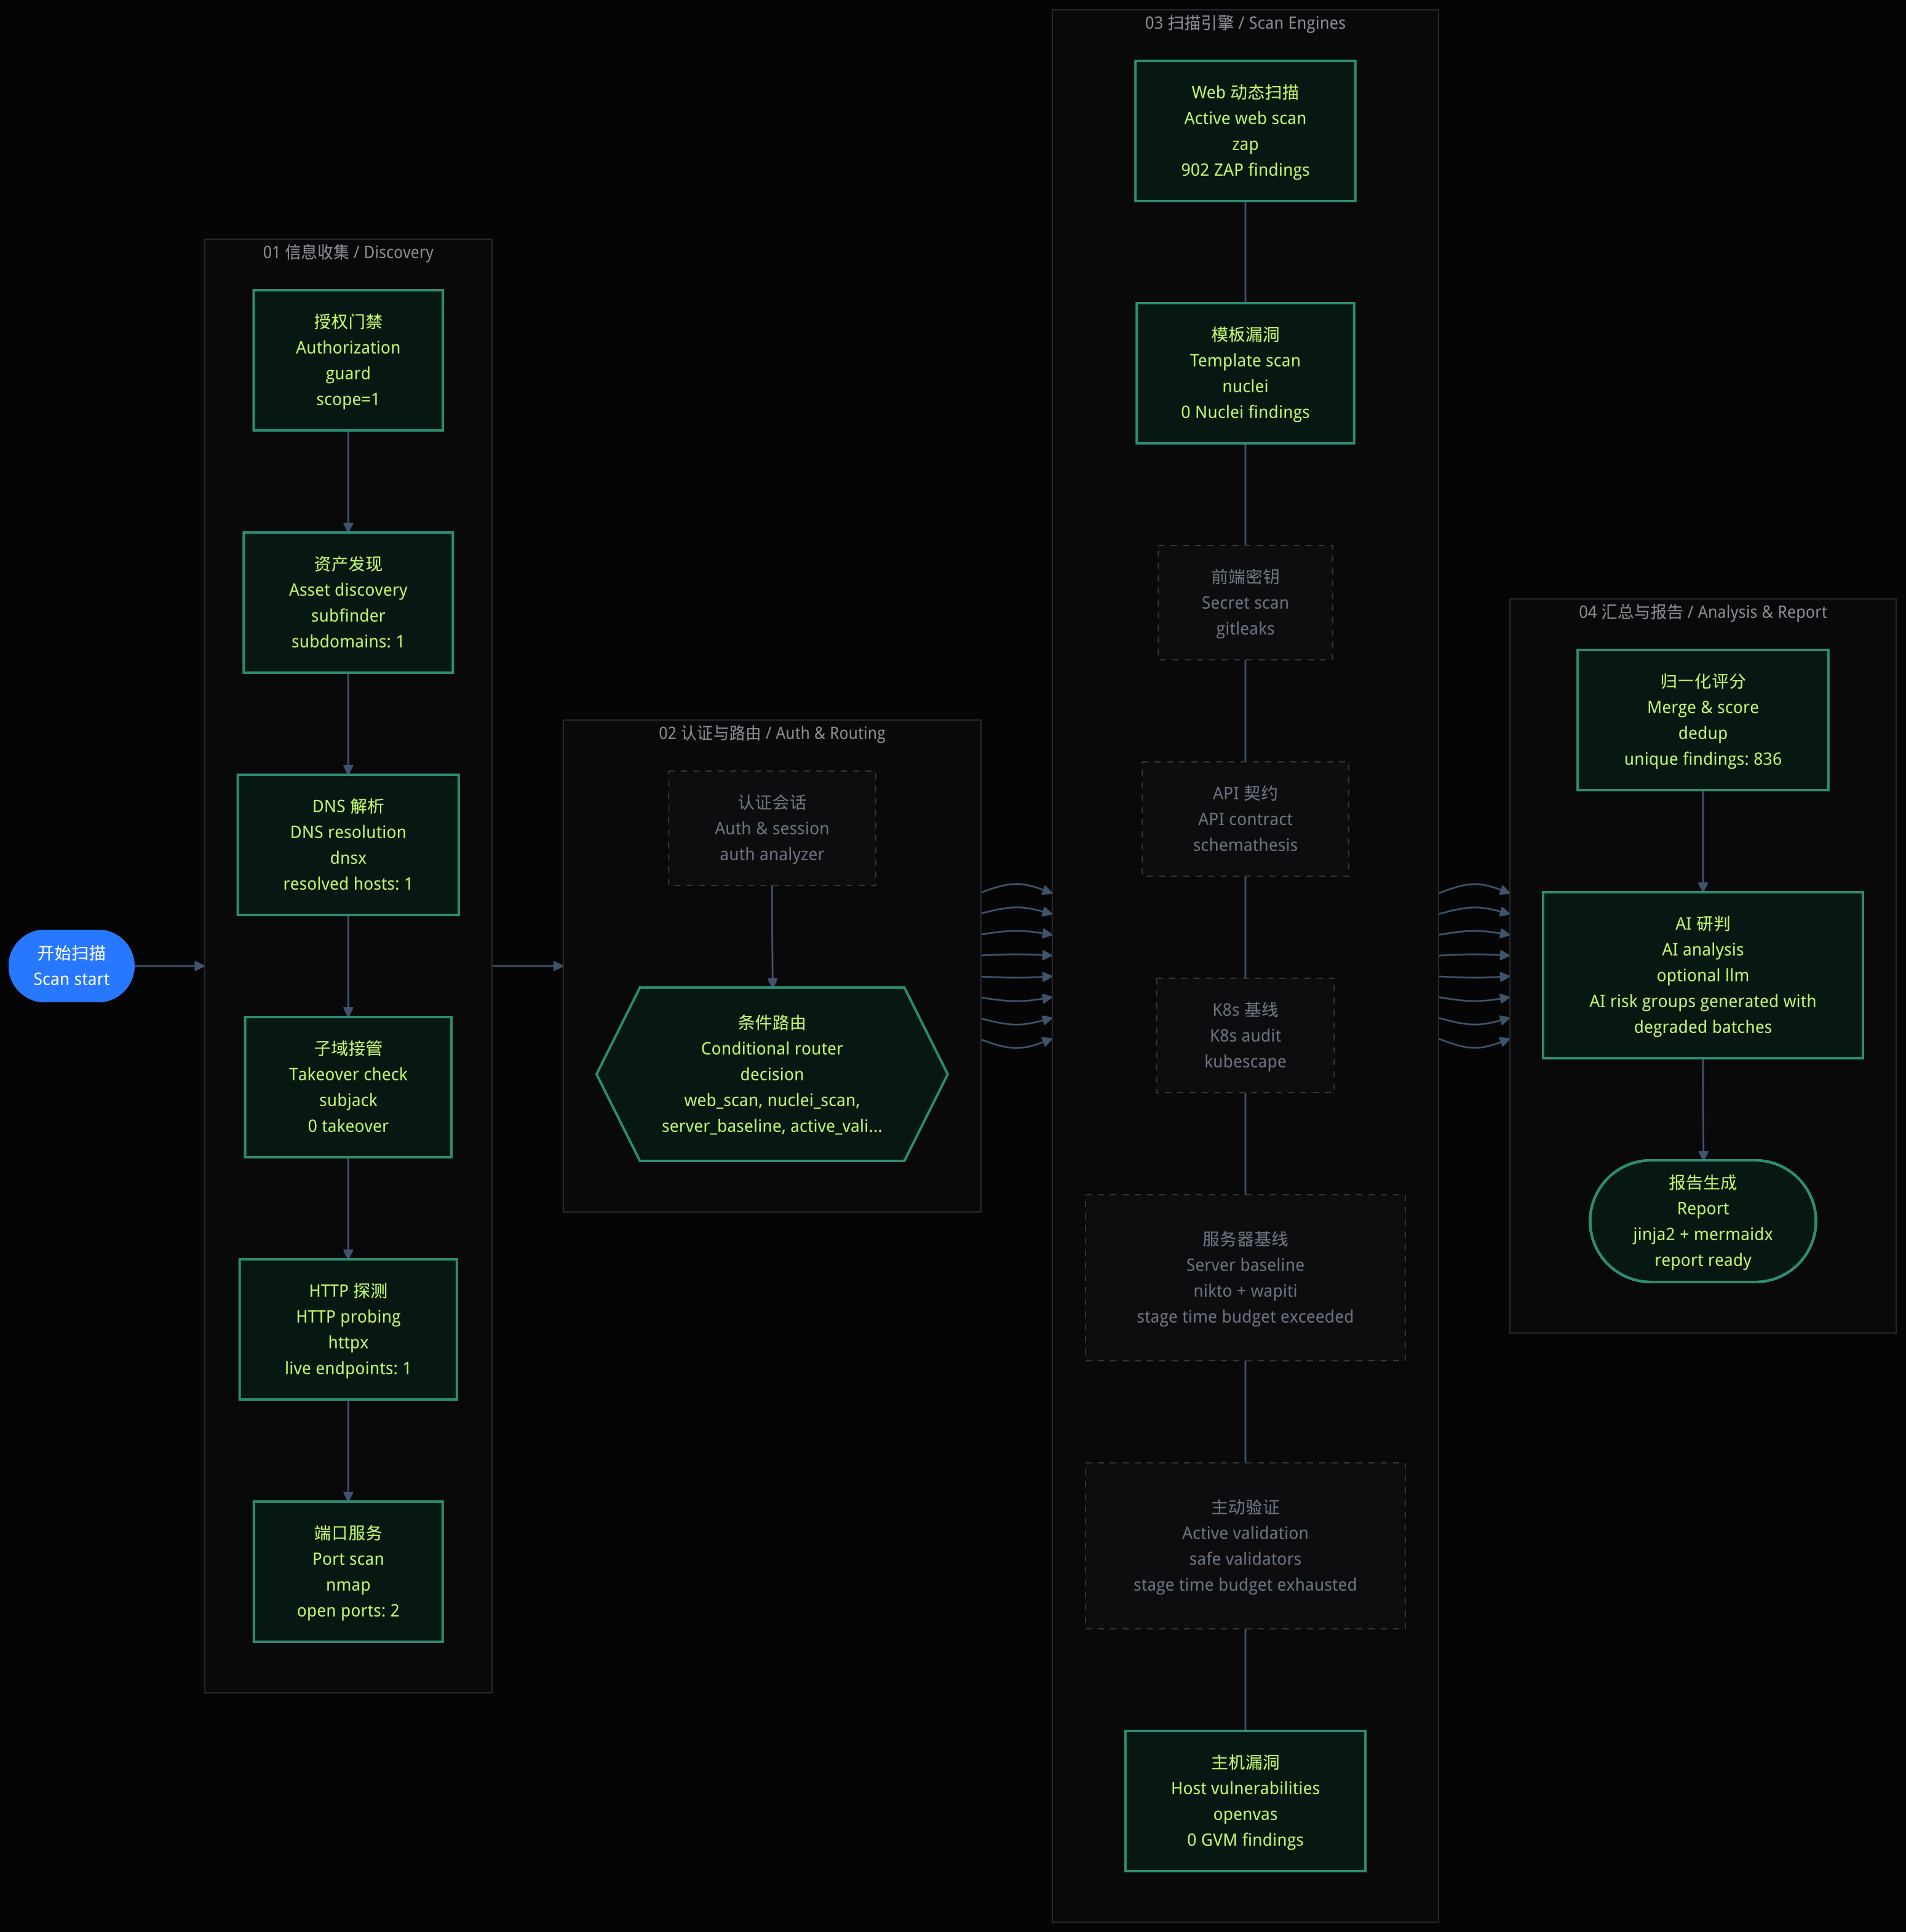 开始扫描
Scan start
01 信息收集 / Discovery
授权门禁
Authorization
guard
scope=1
资产发现
Asset discovery
subfinder
subdomains: 1
DNS 解析
DNS resolution
dnsx
resolved hosts: 1
子域接管
Takeover check
subjack
0 takeover
HTTP 探测
HTTP probing
httpx
live endpoints: 1
端口服务
Port scan
nmap
open ports: 2
02 认证与路由 / Auth & Routing
认证会话
Auth & session
auth analyzer
条件路由
Conditional router
decision
web_scan, nuclei_scan,
server_baseline, active_vali...
03 扫描引擎 / Scan Engines
Web 动态扫描
Active web scan
zap
902 ZAP findings
模板漏洞
Template scan
nuclei
0 Nuclei findings
前端密钥
Secret scan
gitleaks
API 契约
API contract
schemathesis
K8s 基线
K8s audit
kubescape
服务器基线
Server baseline
nikto + wapiti
stage time budget exceeded
主动验证
Active validation
safe validators
stage time budget exhausted
主机漏洞
Host vulnerabilities
openvas
0 GVM findings
04 汇总与报告 / Analysis & Report
归一化评分
Merge & score
dedup
unique findings: 836
AI 研判
AI analysis
optional llm
AI risk groups generated with
degraded batches
报告生成
Report
jinja2 + mermaidx
report ready